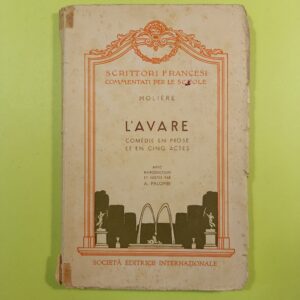 SCRITTORI FRANCESI
COMMENTATI PER LE SCUOLE
MOLIÈRE
L'AVARE
COMÉDIE EN PROSE
ET EN CINQ ACTES
AVEC
INTRODUCTION
ET NOTES PAR
A. PALOMBI
SOCIETÀ EDITRICE INTERNAZIONALE